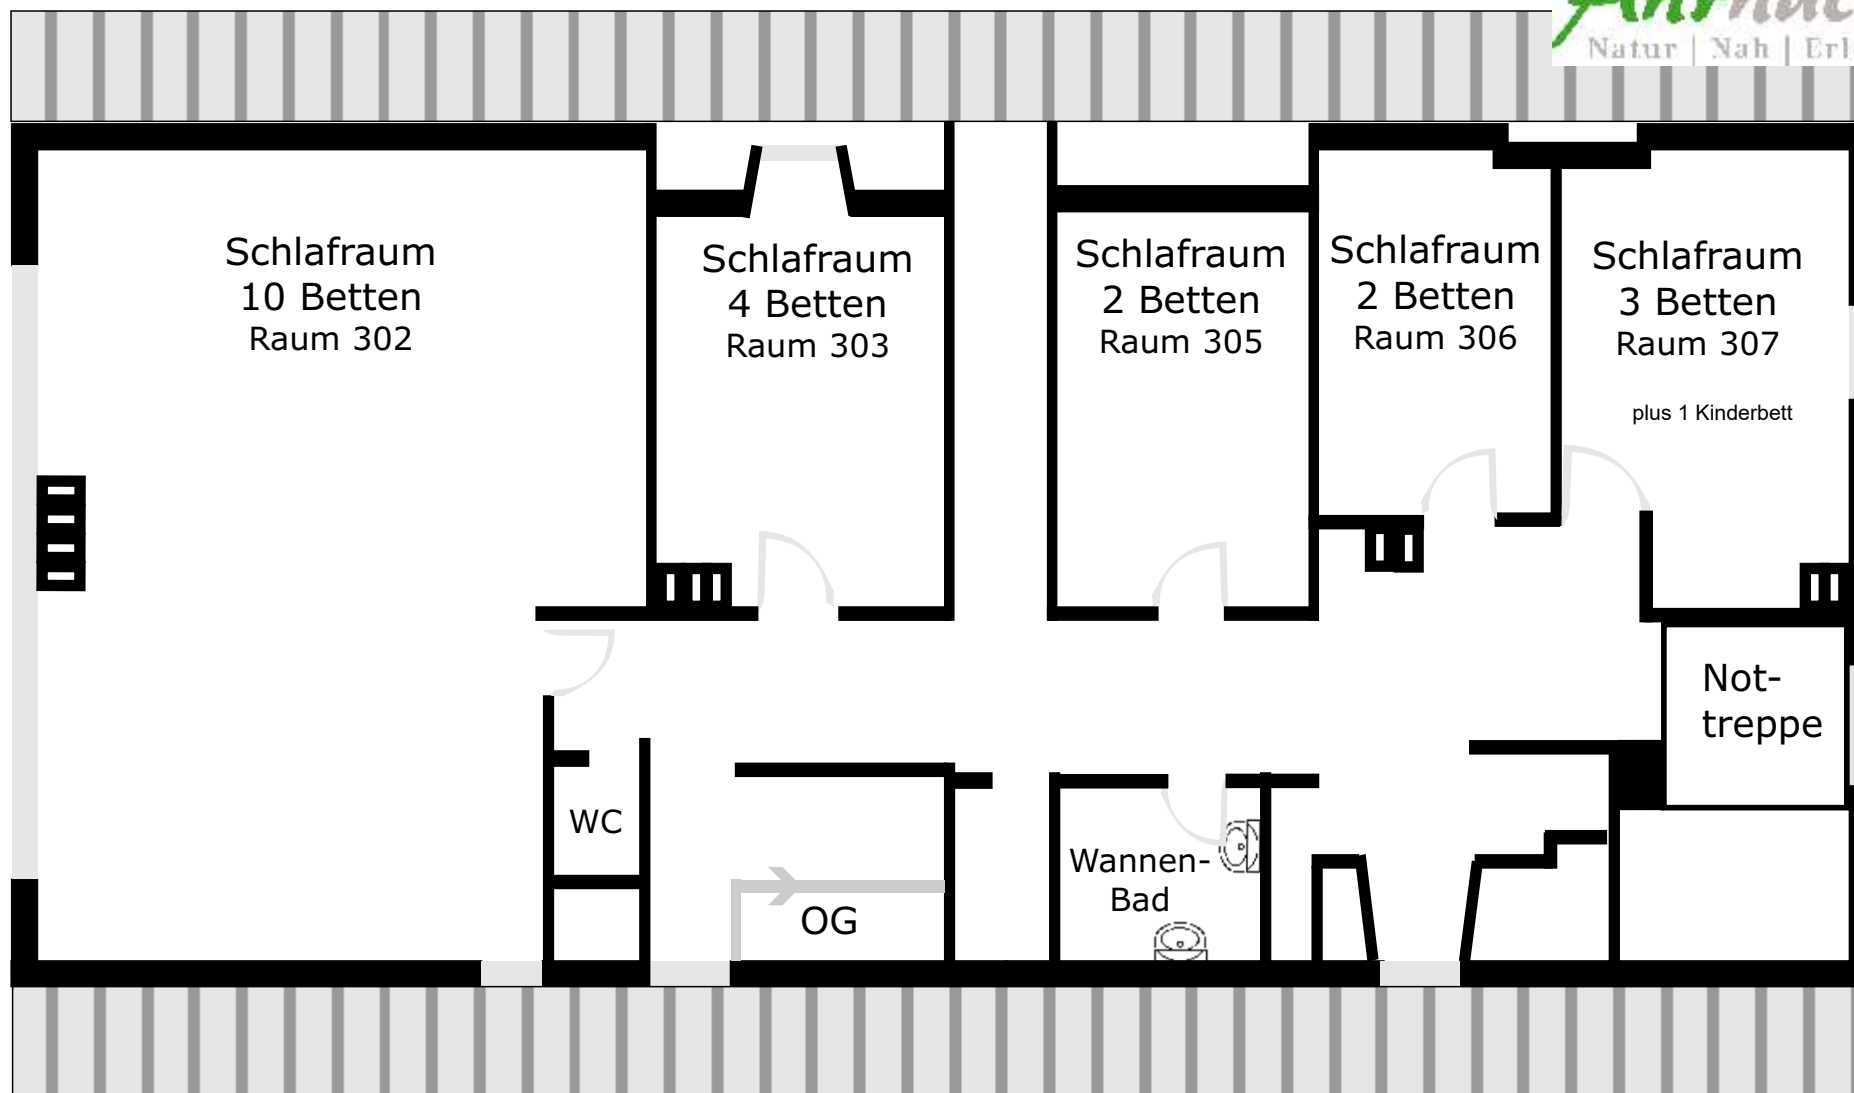 Natur | Nah |
Schlafraum
10 Betten
Raum 302
Schlafraum
4 Betten
Raum 303
Schlafraum
2 Betten
Raum 305
Schlafraum
2 Betten
Raum 306
Schlafraum
3 Betten
Raum 307
plus 1 Kinderbett
Not-
treppe
WC
Wannen-
Bad
OG